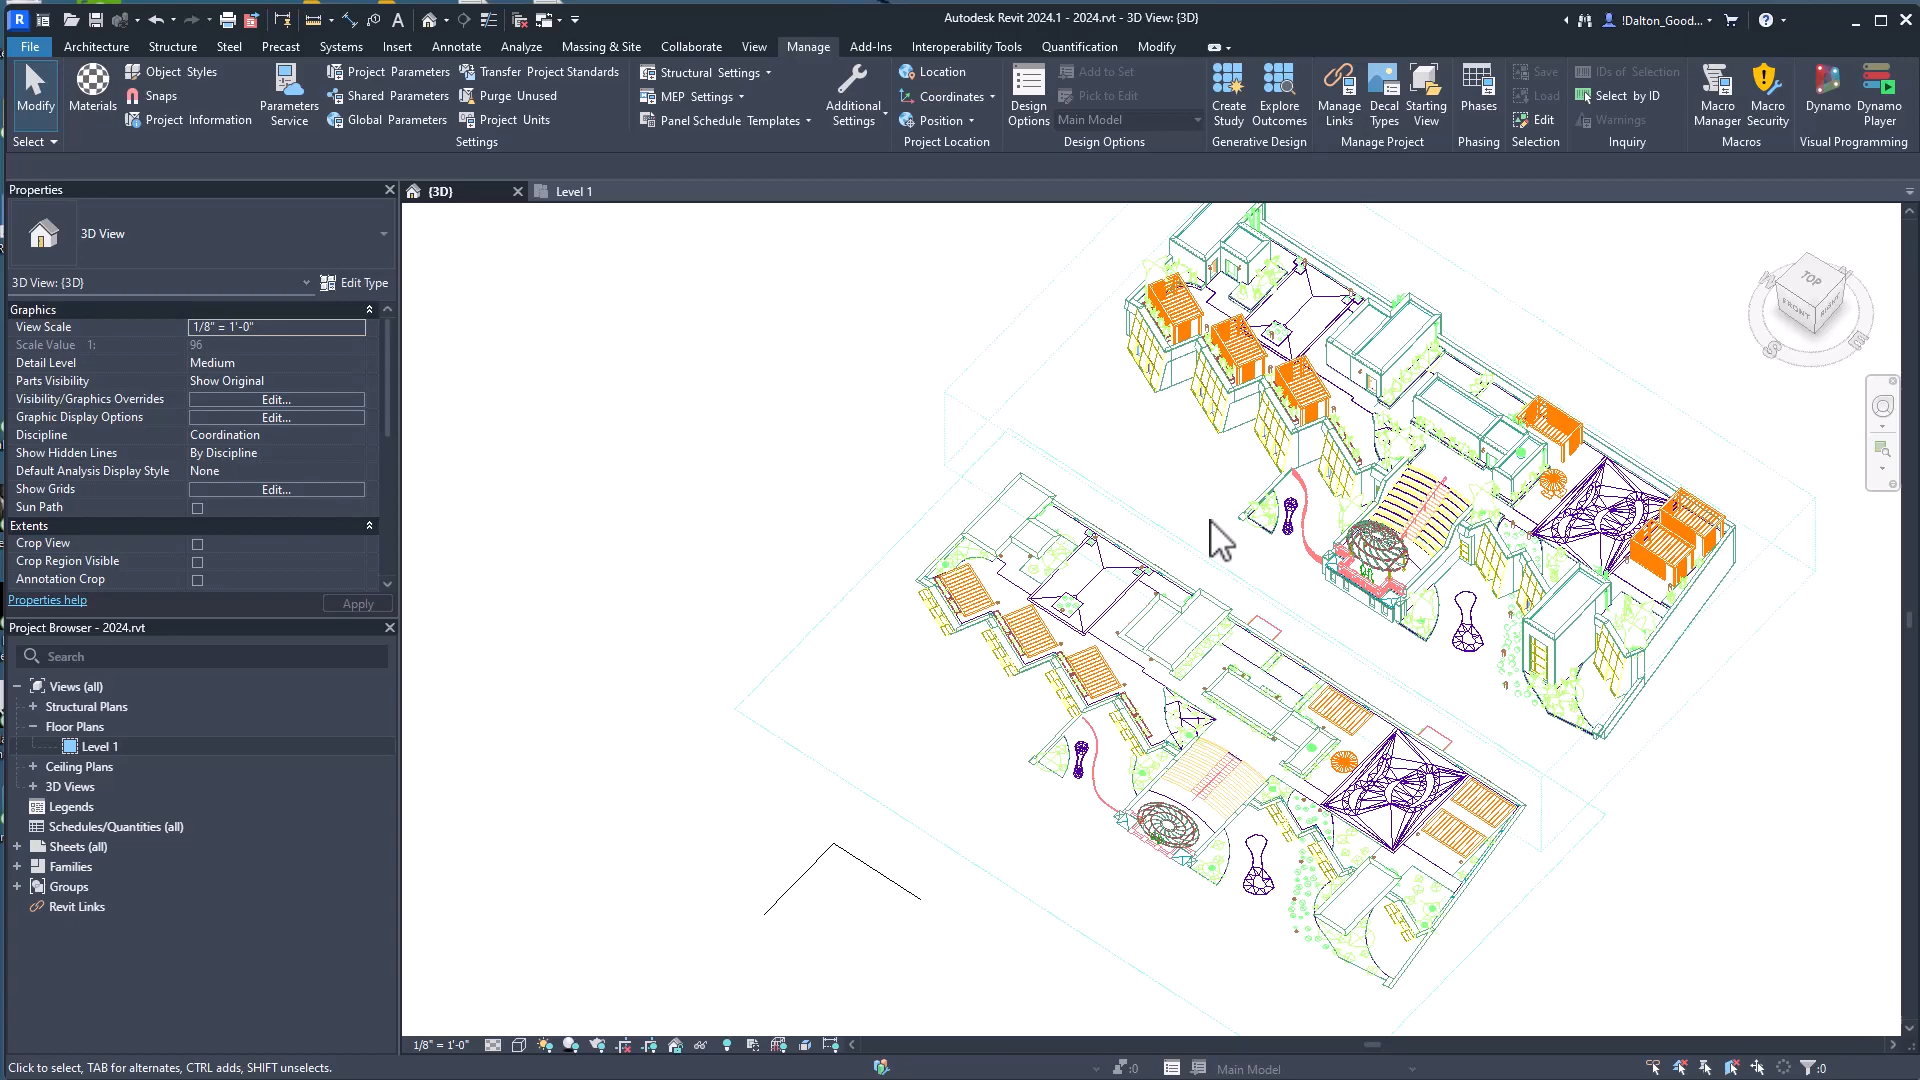 R
Autodesk Revit 2024.1 - 2024.rvt - 3D View: {3D}
!Dalton_Good...
File
Architecture
Structure
Steel
Precast
Systems
Insert
Annotate
Analyze
Massing & Site
Collaborate
View
Manage
Add-Ins
Interoperability Tools
Quantification
Modify
Modify
Materials
Object Styles
Snaps
Project Information
Parameters
Service
Project Parameters
Shared Parameters
Global Parameters
Transfer Project Standards
Purge Unused
Project Units
Structural Settings
MEP Settings
Panel Schedule Templates
Additional
Settings
Location
Coordinates
Position
Design
Options
Add to Set
Pick to Edit
Main Model
Create
Study
Explore
Outcomes
Manage
Links
Decal
Types
Starting
View
Phases
Save
Load
Edit
IDs of Selection
Select by ID
Warnings
Macro
Manager
Macro
Security
Dynamo
Dynamo
Player
Select
Settings
Project Location
Design Options
Generative Design
Manage Project
Phasing
Selection
Inquiry
Macros
Visual Programming
Properties
{3D}
Level 1
3D View
3D View: {3D}
Edit Type
Graphics
View Scale
1/8" = 1'-0"
Scale Value 1:
96
Detail Level
Medium
Parts Visibility
Show Original
Visibility/Graphics Overrides
Edit...
Graphic Display Options
Edit...
Discipline
Coordination
Show Hidden Lines
By Discipline
Default Analysis Display Style
None
Show Grids
Edit...
Sun Path
Extents
Crop View
Crop Region Visible
Annotation Crop
Properties help
Apply
Project Browser - 2024.rvt
Search
Views (all)
Structural Plans
Floor Plans
Level 1
Ceiling Plans
3D Views
Legends
Schedules/Quantities (all)
Sheets (all)
Families
Groups
Revit Links
TOP
FRONT
RIGHT
S
E
1/8" = 1'-0"
Click to select, TAB for alternates, CTRL adds, SHIFT unselects.
:0
Main Model
:0